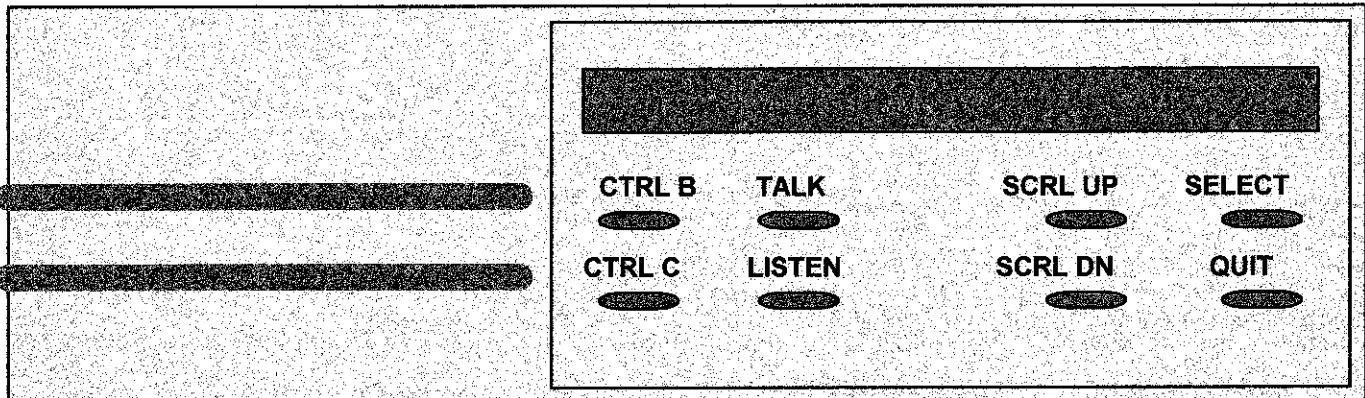 CTRL B TALK SCRL UP SELECT
CTRL C LISTEN SCRL DN QUIT